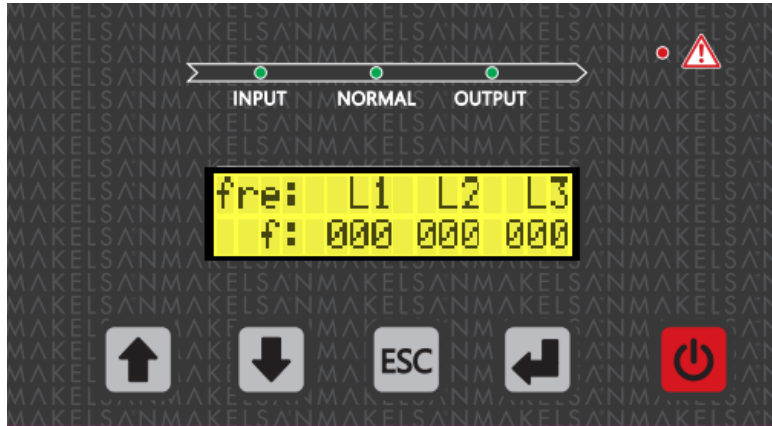 INPUT NORMAL OUTPUT
fre: L1 L2 L3
f: 000 000 000
ESC
MAKELSAN